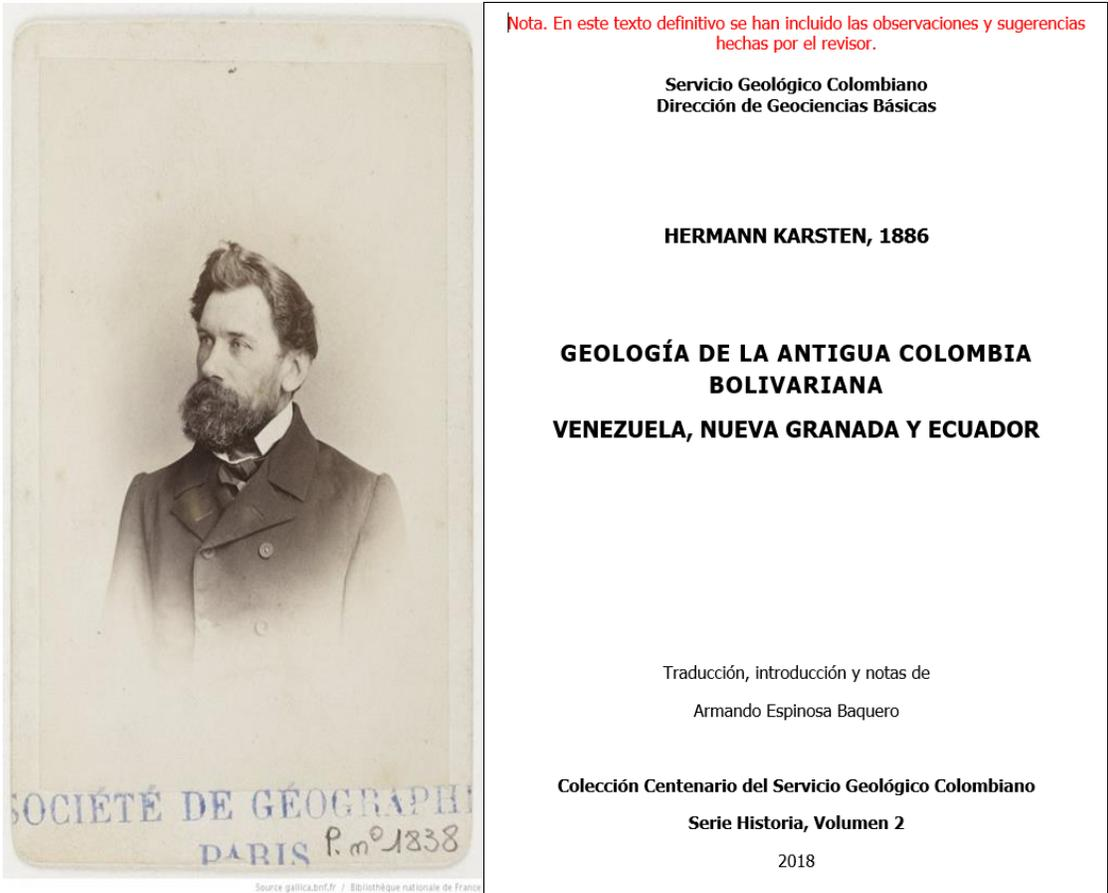 SOCIÉTÉ DE GÉOGRAPHI
PARIS
P. nº 1838
Source gallica.bnf.fr / Bibliothèque nationale de France
Nota. En este texto definitivo se han incluido las observaciones y sugerencias
hechas por el revisor.
Servicio Geológico Colombiano
Dirección de Geociencias Básicas
HERMANN KARSTEN, 1886
GEOLOGÍA DE LA ANTIGUA COLOMBIA
BOLIVARIANA
VENEZUELA, NUEVA GRANADA Y ECUADOR
Traducción, introducción y notas de
Armando Espinosa Baquero
Colección Centenario del Servicio Geológico Colombiano
Serie Historia, Volumen 2
2018